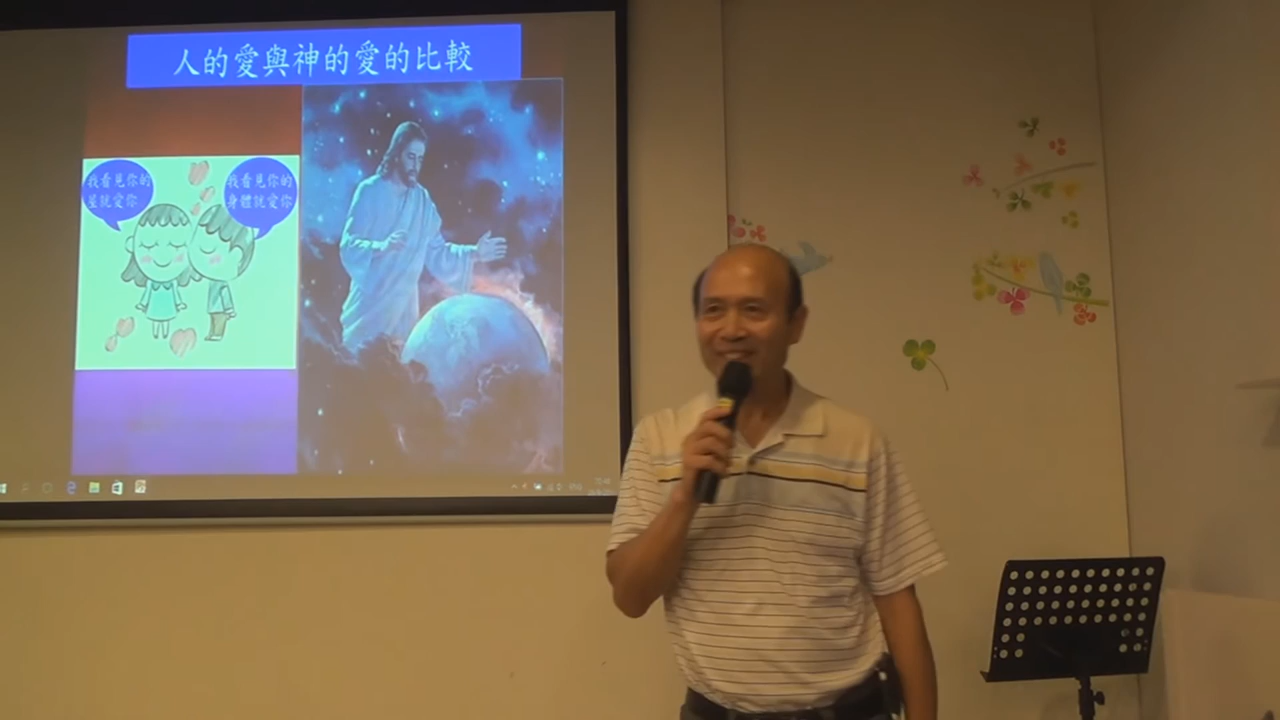 人的愛與神的愛的比較
我看見你的
星就愛你
我看見你的
身體就愛你